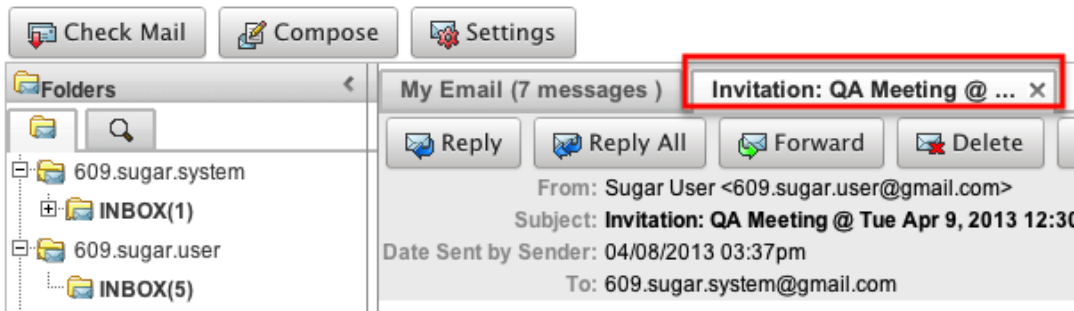 Check Mail Compose Settings
Folders
My Email (7 messages ) Invitation: QA Meeting @ ...
Reply Reply All Forward Delete
609.sugar.system
INBOX(1)
609.sugar.user
INBOX(5)
From: Sugar User <609.sugar.user@gmail.com>
Subject: Invitation: QA Meeting @ Tue Apr 9, 2013 12:30
Date Sent by Sender: 04/08/2013 03:37pm
To: 609.sugar.system@gmail.com